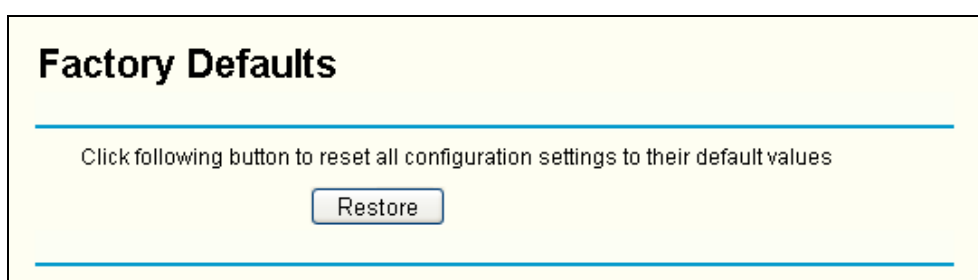 Factory Defaults
Click following button to reset all configuration settings to their default values
Restore